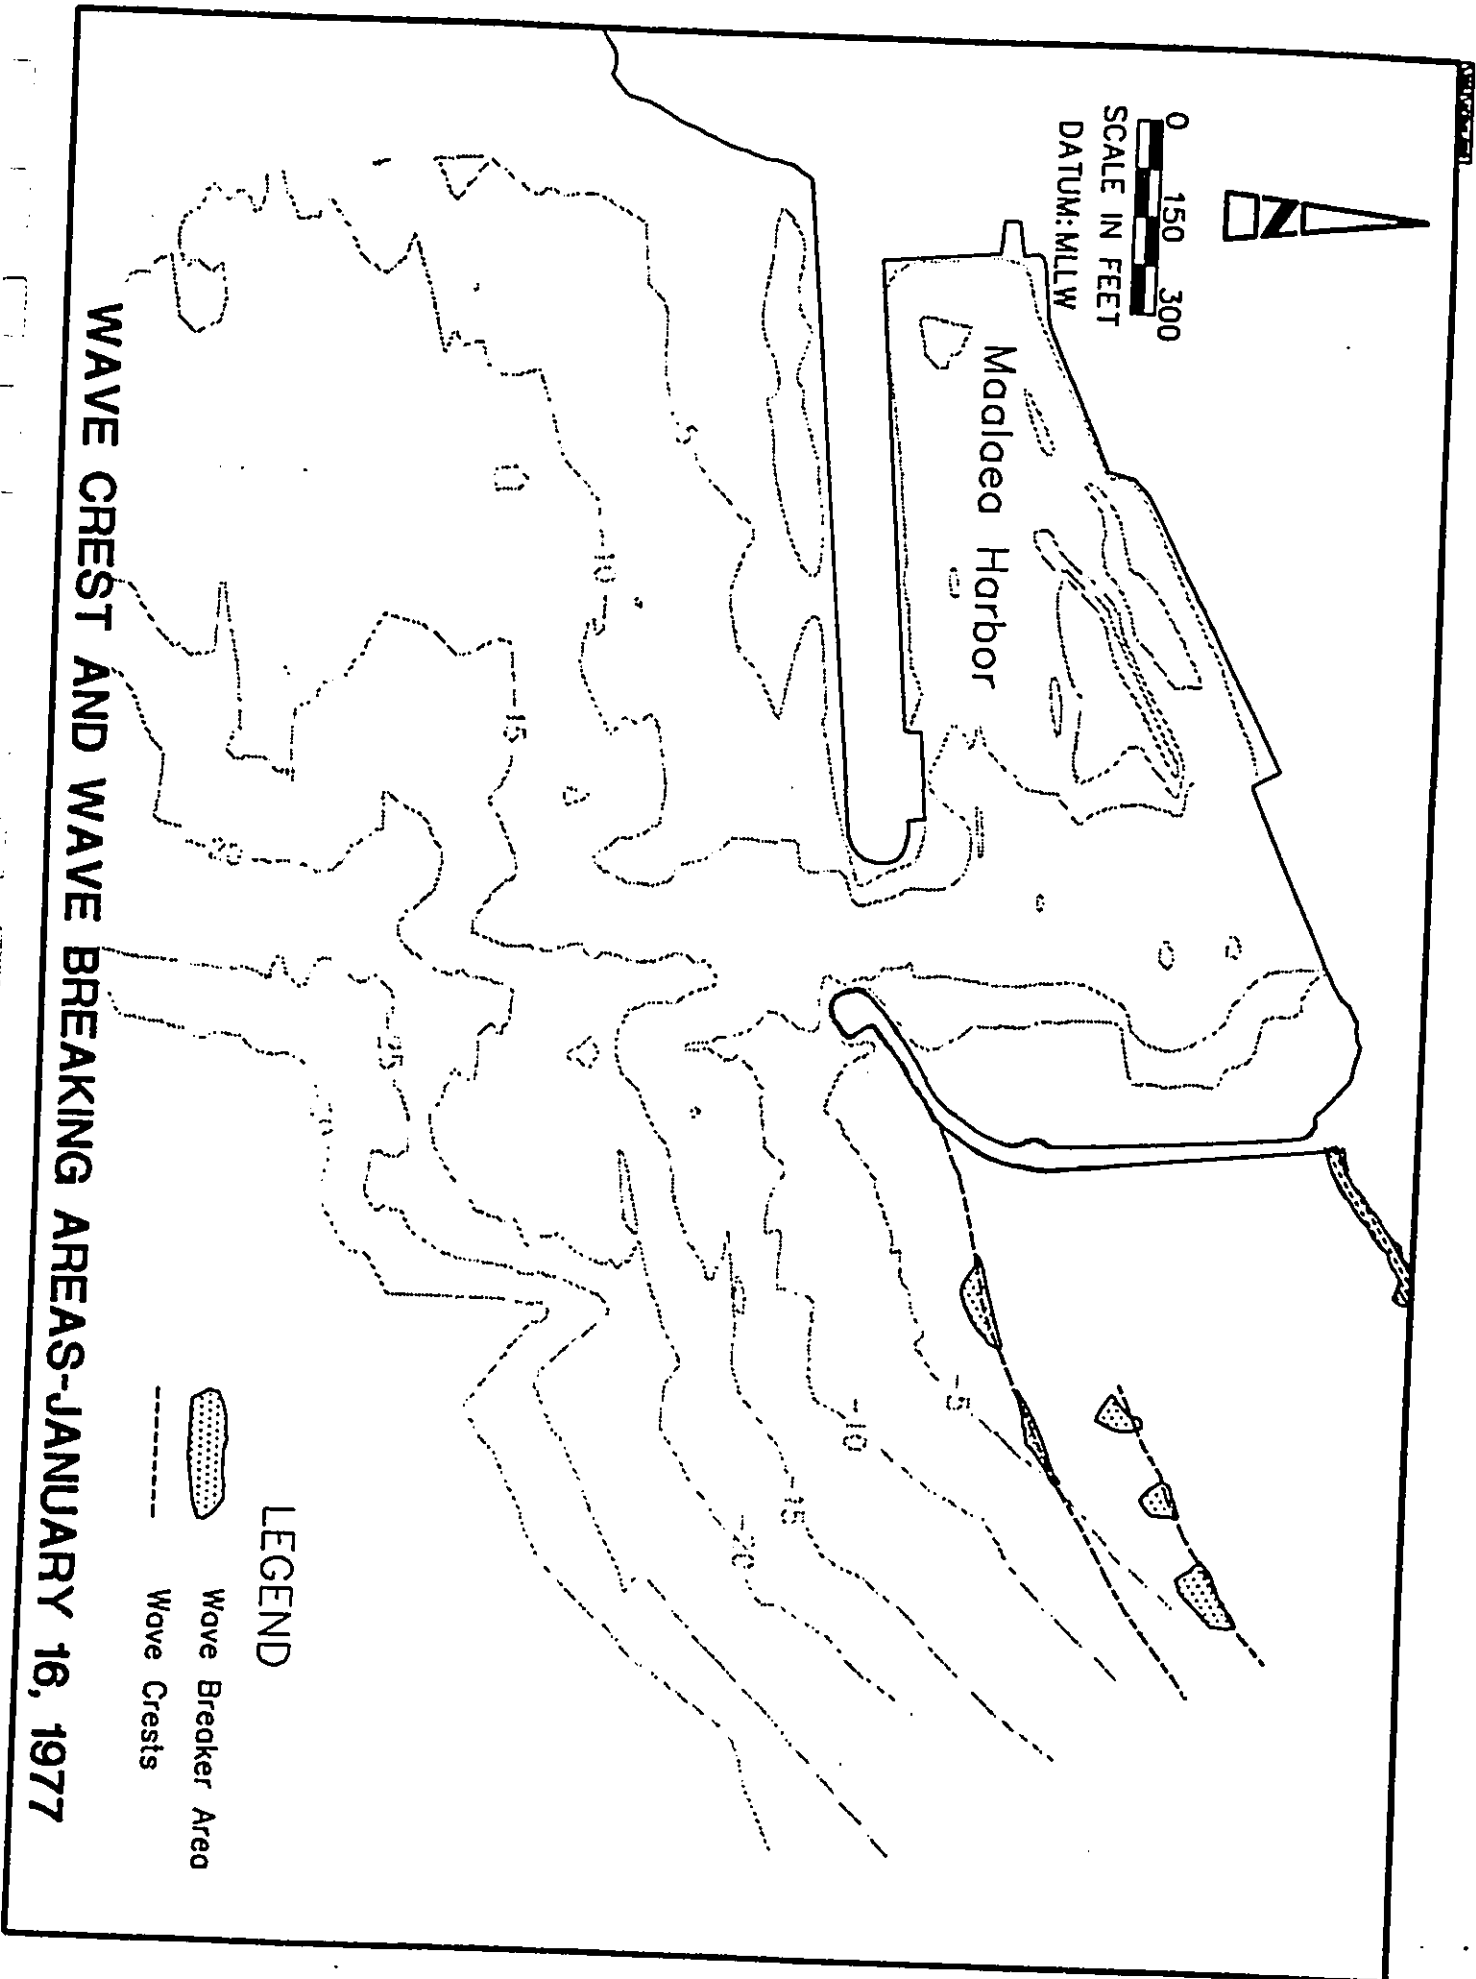 N
0 150 300
SCALE IN FEET
DATUM: MLLW
Maalaea Harbor
5
10
15
20
25
-5
-10
-15
-20
LEGEND
Wave Breaker Area
Wave Crests
WAVE CREST AND WAVE BREAKING AREAS-JANUARY 16, 1977